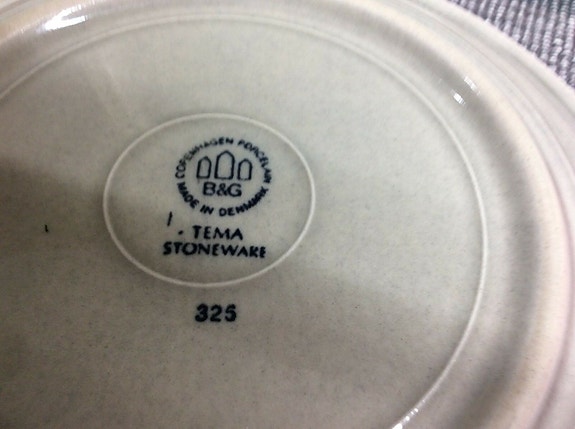 COPENHAGEN PORCELAIN
B&G
MADE IN DENMARK
TEMA
STONEWARE
325